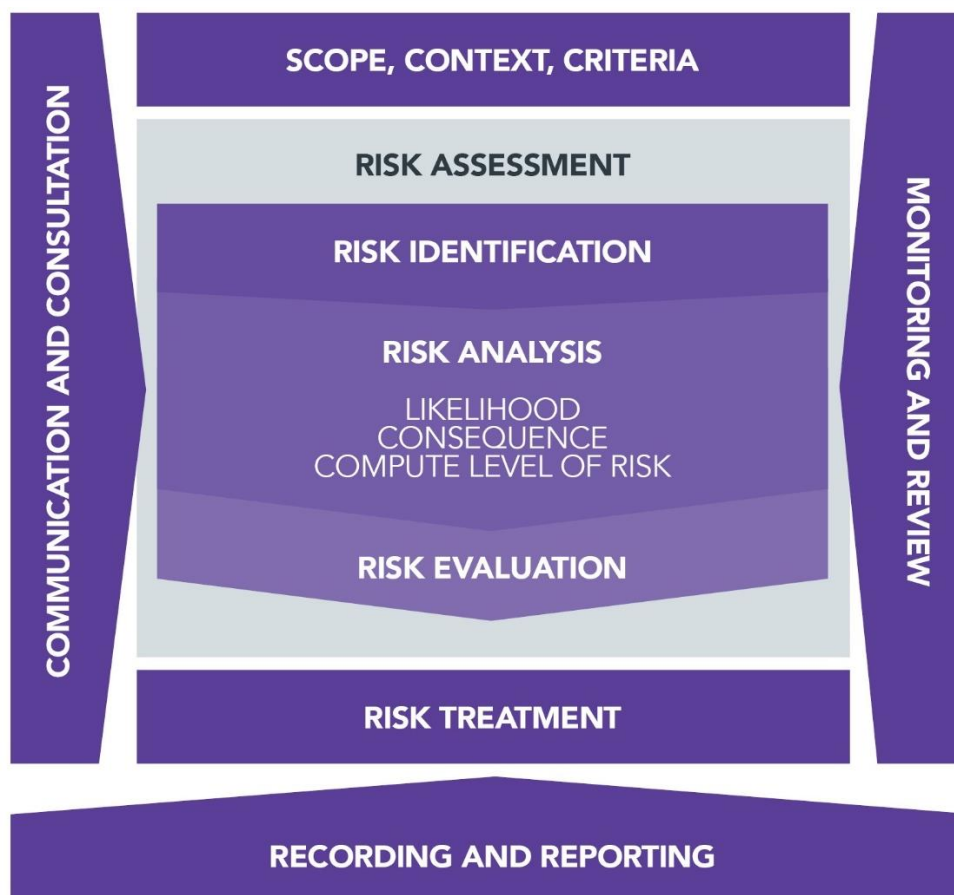 SCOPE, CONTEXT, CRITERIA
COMMUNICATION AND CONSULTATION
RISK ASSESSMENT
RISK IDENTIFICATION
RISK ANALYSIS
LIKELIHOOD
CONSEQUENCE
COMPUTE LEVEL OF RISK
RISK EVALUATION
MONITORING AND REVIEW
RISK TREATMENT
RECORDING AND REPORTING